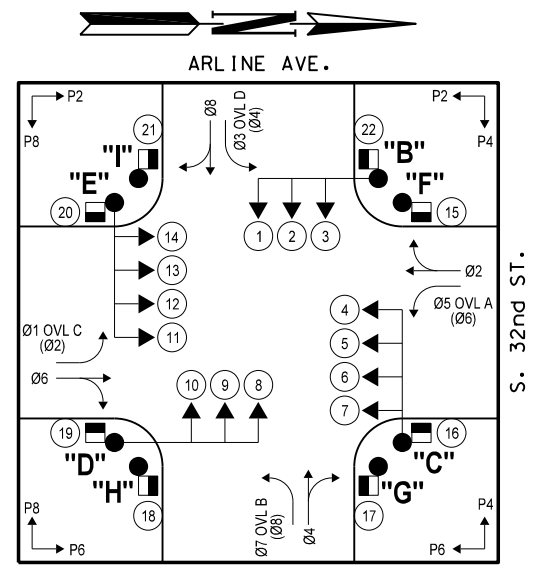 N
ARLINE AVE.
P2
P8
21
"I"
"E"
20
Ø8
Ø3 OVL D
(Ø4)
22
"B"
"F"
15
P2
P4
14
13
12
11
1
2
3
Ø2
Ø5 OVL A
(Ø6)
S. 32nd ST.
4
5
6
7
Ø1 OVL C
(Ø2)
Ø6
10
9
8
19
"D"
"H"
18
P8
P6
Ø7 OVL B
(Ø8)
Ø4
16
"C"
"G"
17
P4
P6